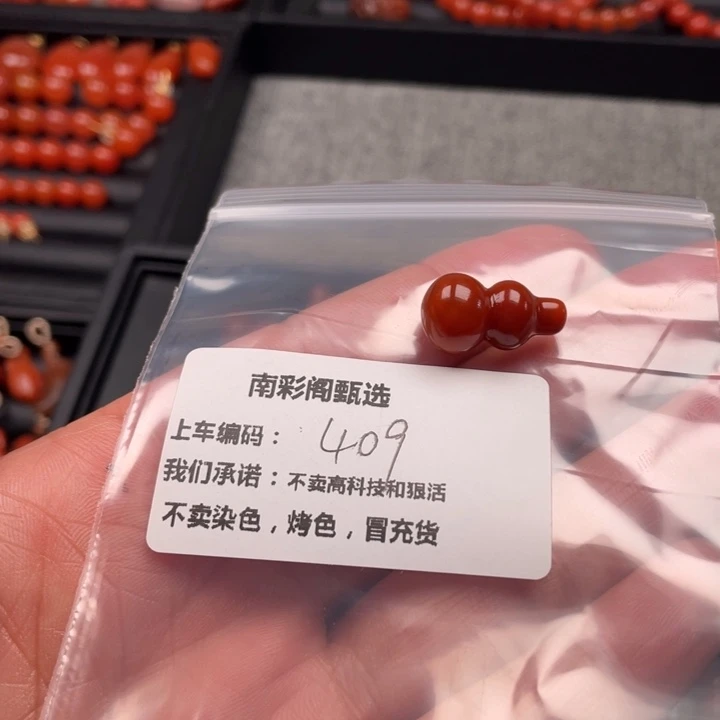 南彩阁甄选
上车编码：409
我们承诺：不卖高科技和狠活
不卖染色，烤色，冒充货